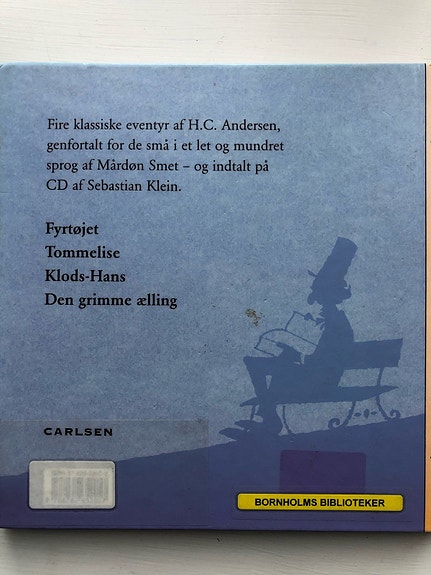 Fire klassiske eventyr af H.C. Andersen,
genfortalt for de små i et let og mundret
sprog af Mårdøn Smet – og indtalt på
CD af Sebastian Klein.
Fyrtøjet
Tommelise
Klods-Hans
Den grimme ælling
CARLSEN
BORNHOLMS BIBLIOTEKER